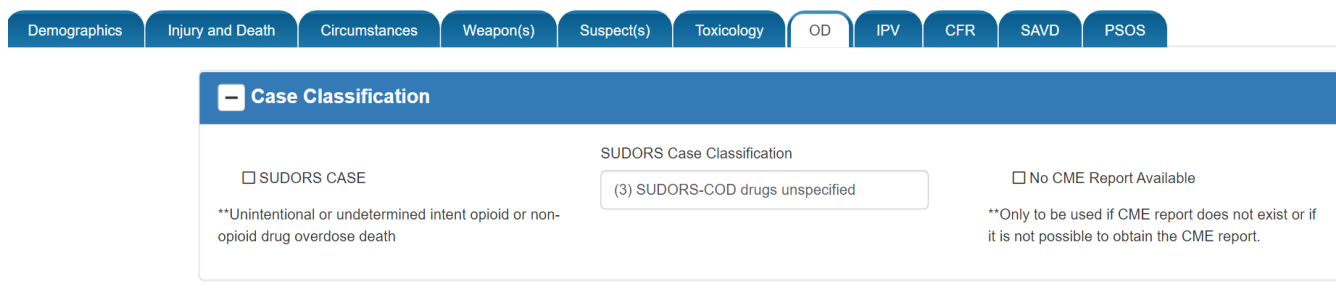 Demographics Injury and Death Circumstances Weapon(s) Suspect(s) Toxicology OD IPV CFR SAVD PSOS
Case Classification
SUDORS CASE
**Unintentional or undetermined intent opioid or non-
opioid drug overdose death
SUDORS Case Classification
(3) SUDORS-COD drugs unspecified
No CME Report Available
**Only to be used if CME report does not exist or if
it is not possible to obtain the CME report.